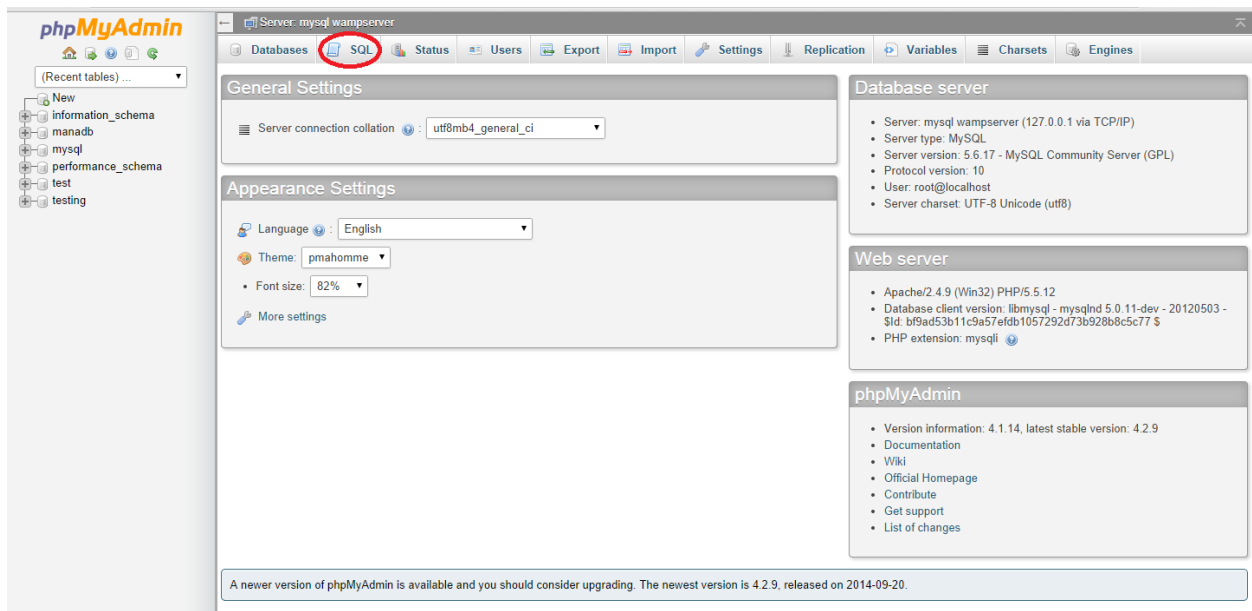 phpMyAdmin
(Recent tables) ...
New
information_schema
manadb
mysql
performance_schema
test
testing
Server: mysql wampserver
Databases SQL Status Users Export Import Settings Replication Variables Charsets Engines
General Settings
Server connection collation : utf8mb4_general_ci
Appearance Settings
Language : English
Theme: pmahomme
Font size: 82%
More settings
Database server
Server: mysql wampserver (127.0.0.1 via TCP/IP)
Server type: MySQL
Server version: 5.6.17 - MySQL Community Server (GPL)
Protocol version: 10
User: root@localhost
Server charset: UTF-8 Unicode (utf8)
Web server
Apache/2.4.9 (Win32) PHP/5.5.12
Database client version: libmysql - mysqlnd 5.0.11-dev - 20120503 -
$Id: bf9ad53b11c9a57efdb1057292d73b928b8c5c77 $
PHP extension: mysqli
phpMyAdmin
Version information: 4.1.14, latest stable version: 4.2.9
Documentation
Wiki
Official Homepage
Contribute
Get support
List of changes
A newer version of phpMyAdmin is available and you should consider upgrading. The newest version is 4.2.9, released on 2014-09-20.